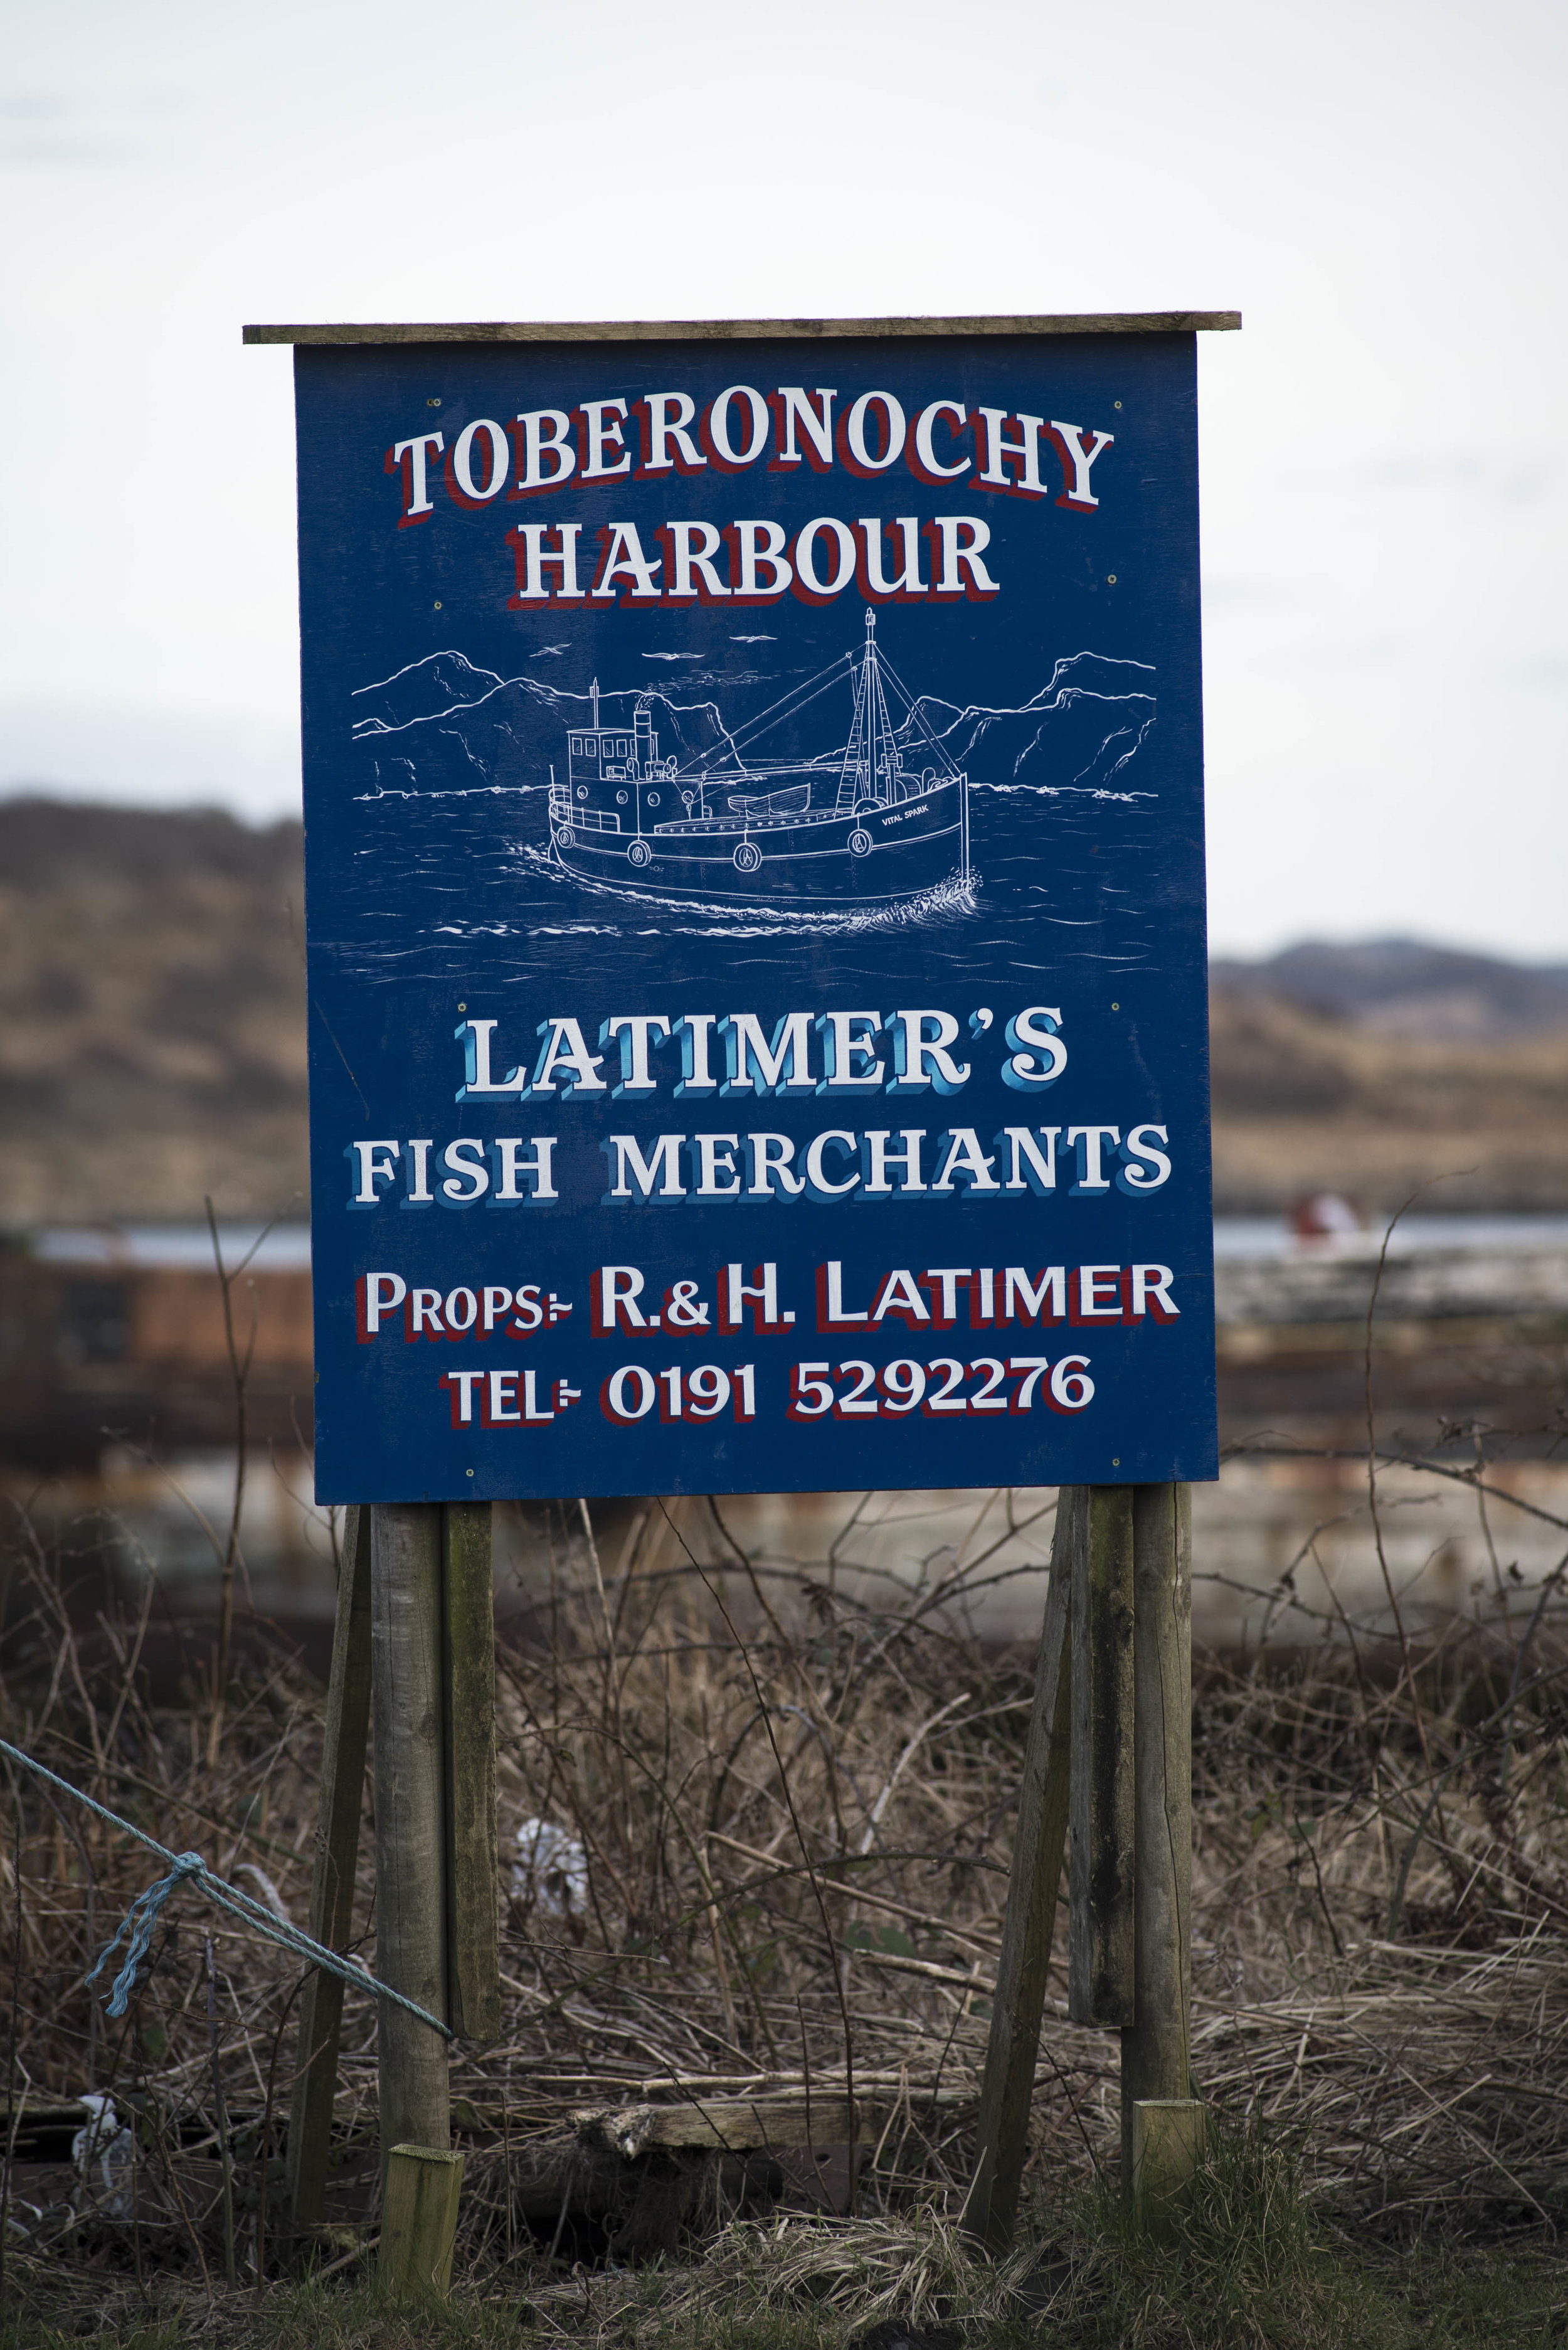 TOBERONOCHY
HARBOUR
VITAL SPARK
LATIMER'S
FISH MERCHANTS
PROPS:- R.& H. LATIMER
TEL:- 0191 5292276